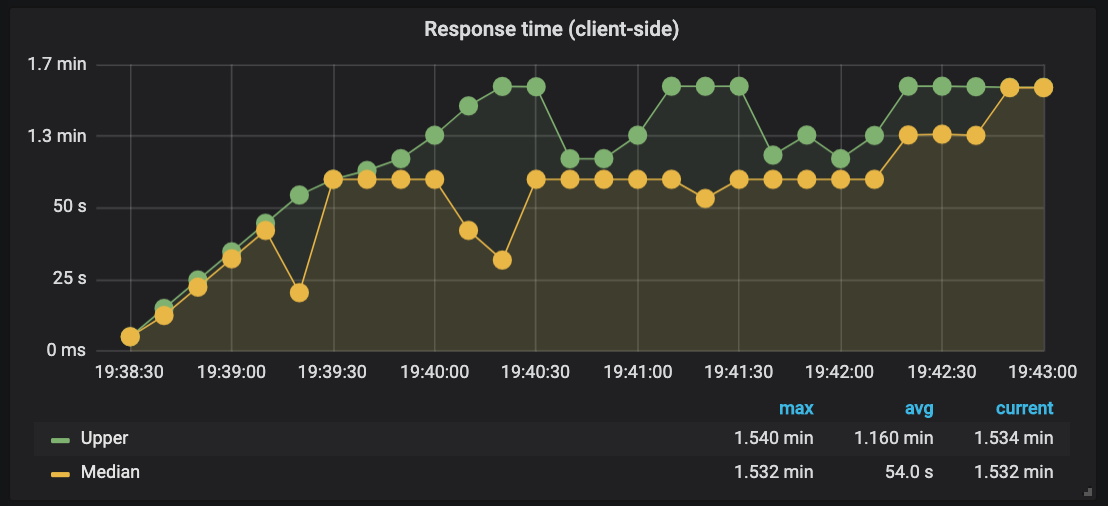 Response time (client-side)
1.7 min
1.3 min
50 s
25 s
0 ms
19:38:30 19:39:00 19:39:30 19:40:00 19:40:30 19:41:00 19:41:30 19:42:00 19:42:30 19:43:00
max avg current
Upper 1.540 min 1.160 min 1.534 min
Median 1.532 min 54.0 s 1.532 min